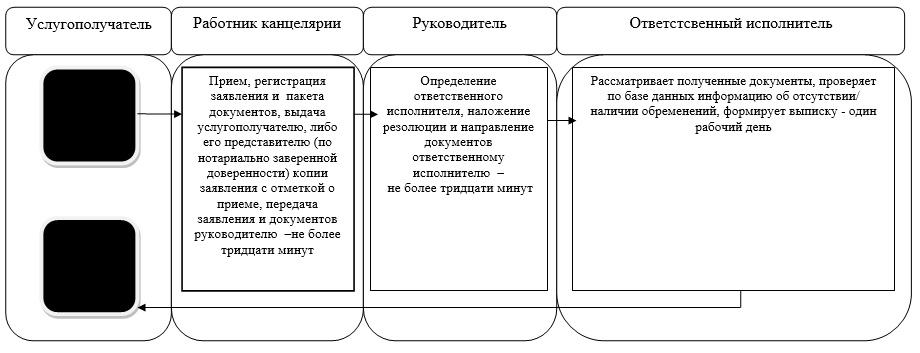 Услугополучатель
Работник канцелярии
Руководитель
Ответстсвенный исполнитель
Прием, регистрация
заявления и пакета
документов, выдача
услугополучателю, либо
его представителю (по
нотариально заверенной
доверенности) копии
заявления с отметкой о
приеме, передача
заявления и документов
руководителю –не более
тридцати минут
Определение
ответственного
исполнителя, наложение
резолюции и направление
документов
ответственному
исполнителю –
не более тридцати минут
Рассматривает полученные документы, проверяет
по базе данных информацию об отсутствии/
наличии обременений, формирует выписку - один
рабочий день